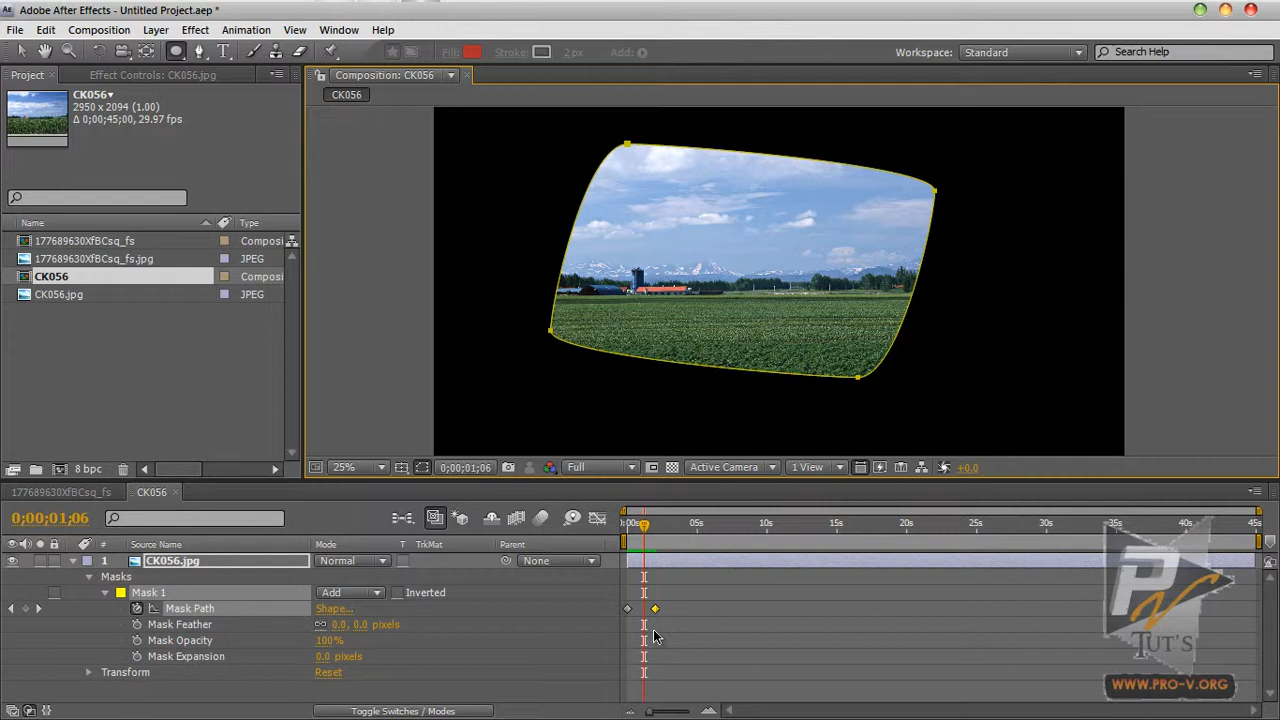 Adobe After Effects - Untitled Project.aep *
File Edit Composition Layer Effect Animation View Window Help
Fill: Stroke: 2 px Add: Workspace: Standard Search Help
Project Effect Controls: CK056.jpg Composition: CK056
CK056
CK056
2950 x 2094 (1.00)
Δ 0;00;45;00, 29.97 fps
Name Type
177689630XfBCsq_fs Composi
177689630XfBCsq_fs.jpg JPEG
CK056 Composi
CK056.jpg JPEG
8 bpc 25% 0;00;01;06 Full Active Camera 1 View +0.0
177689630XfBCsq_fs CK056
0;00;01;06
0:00s 05s 10s 15s 20s 25s 30s 35s 40s 45s
# Source Name Mode T TrkMat Parent
1 CK056.jpg Normal None
Masks
Mask 1 Add Inverted
Mask Path Shape...
Mask Feather 0.0, 0.0 pixels
Mask Opacity 100%
Mask Expansion 0.0 pixels
Transform Reset
Toggle Switches / Modes
PV
TUT'S
WWW.PRO-V.ORG